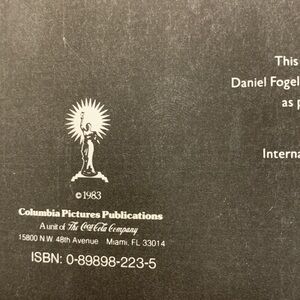 This
Daniel Fogel
as p
Interna
© 1983
Columbia Pictures Publications
A unit of The Coca-Cola Company
15800 N.W. 48th Avenue Miami, FL 33014
ISBN: 0-89898-223-5